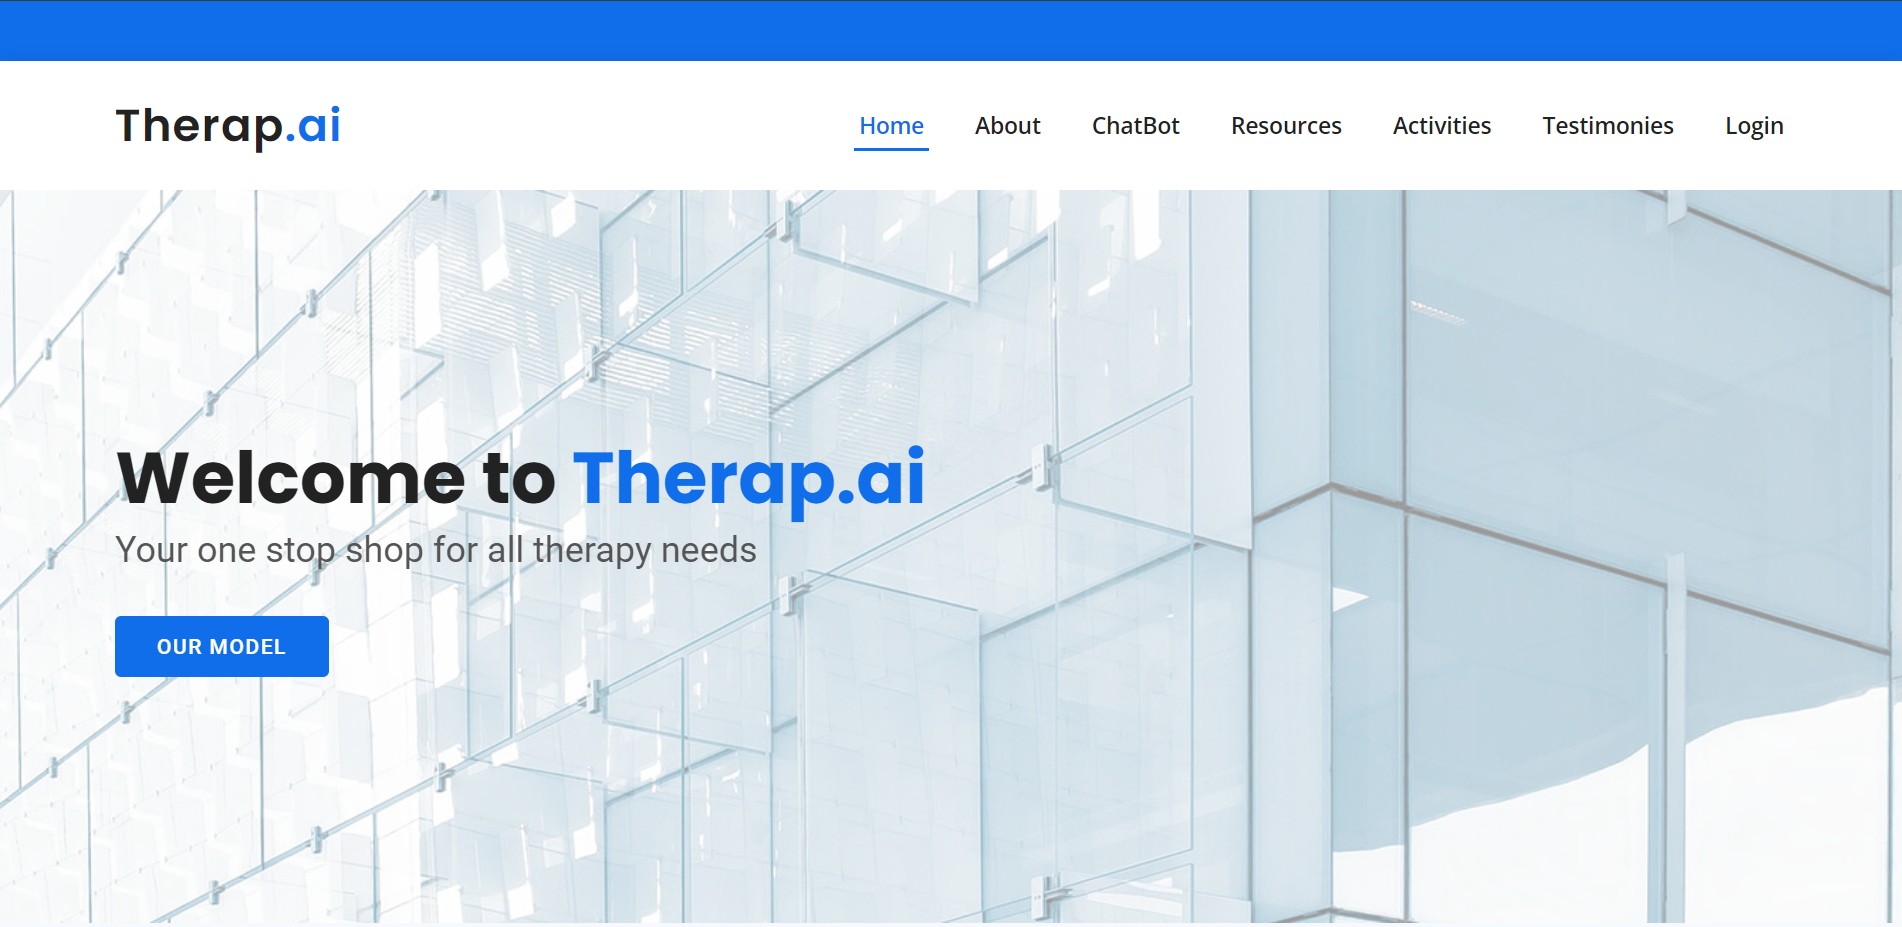 Therap.ai
Home About ChatBot Resources Activities Testimonies Login
Welcome to Therap.ai
Your one stop shop for all therapy needs
OUR MODEL